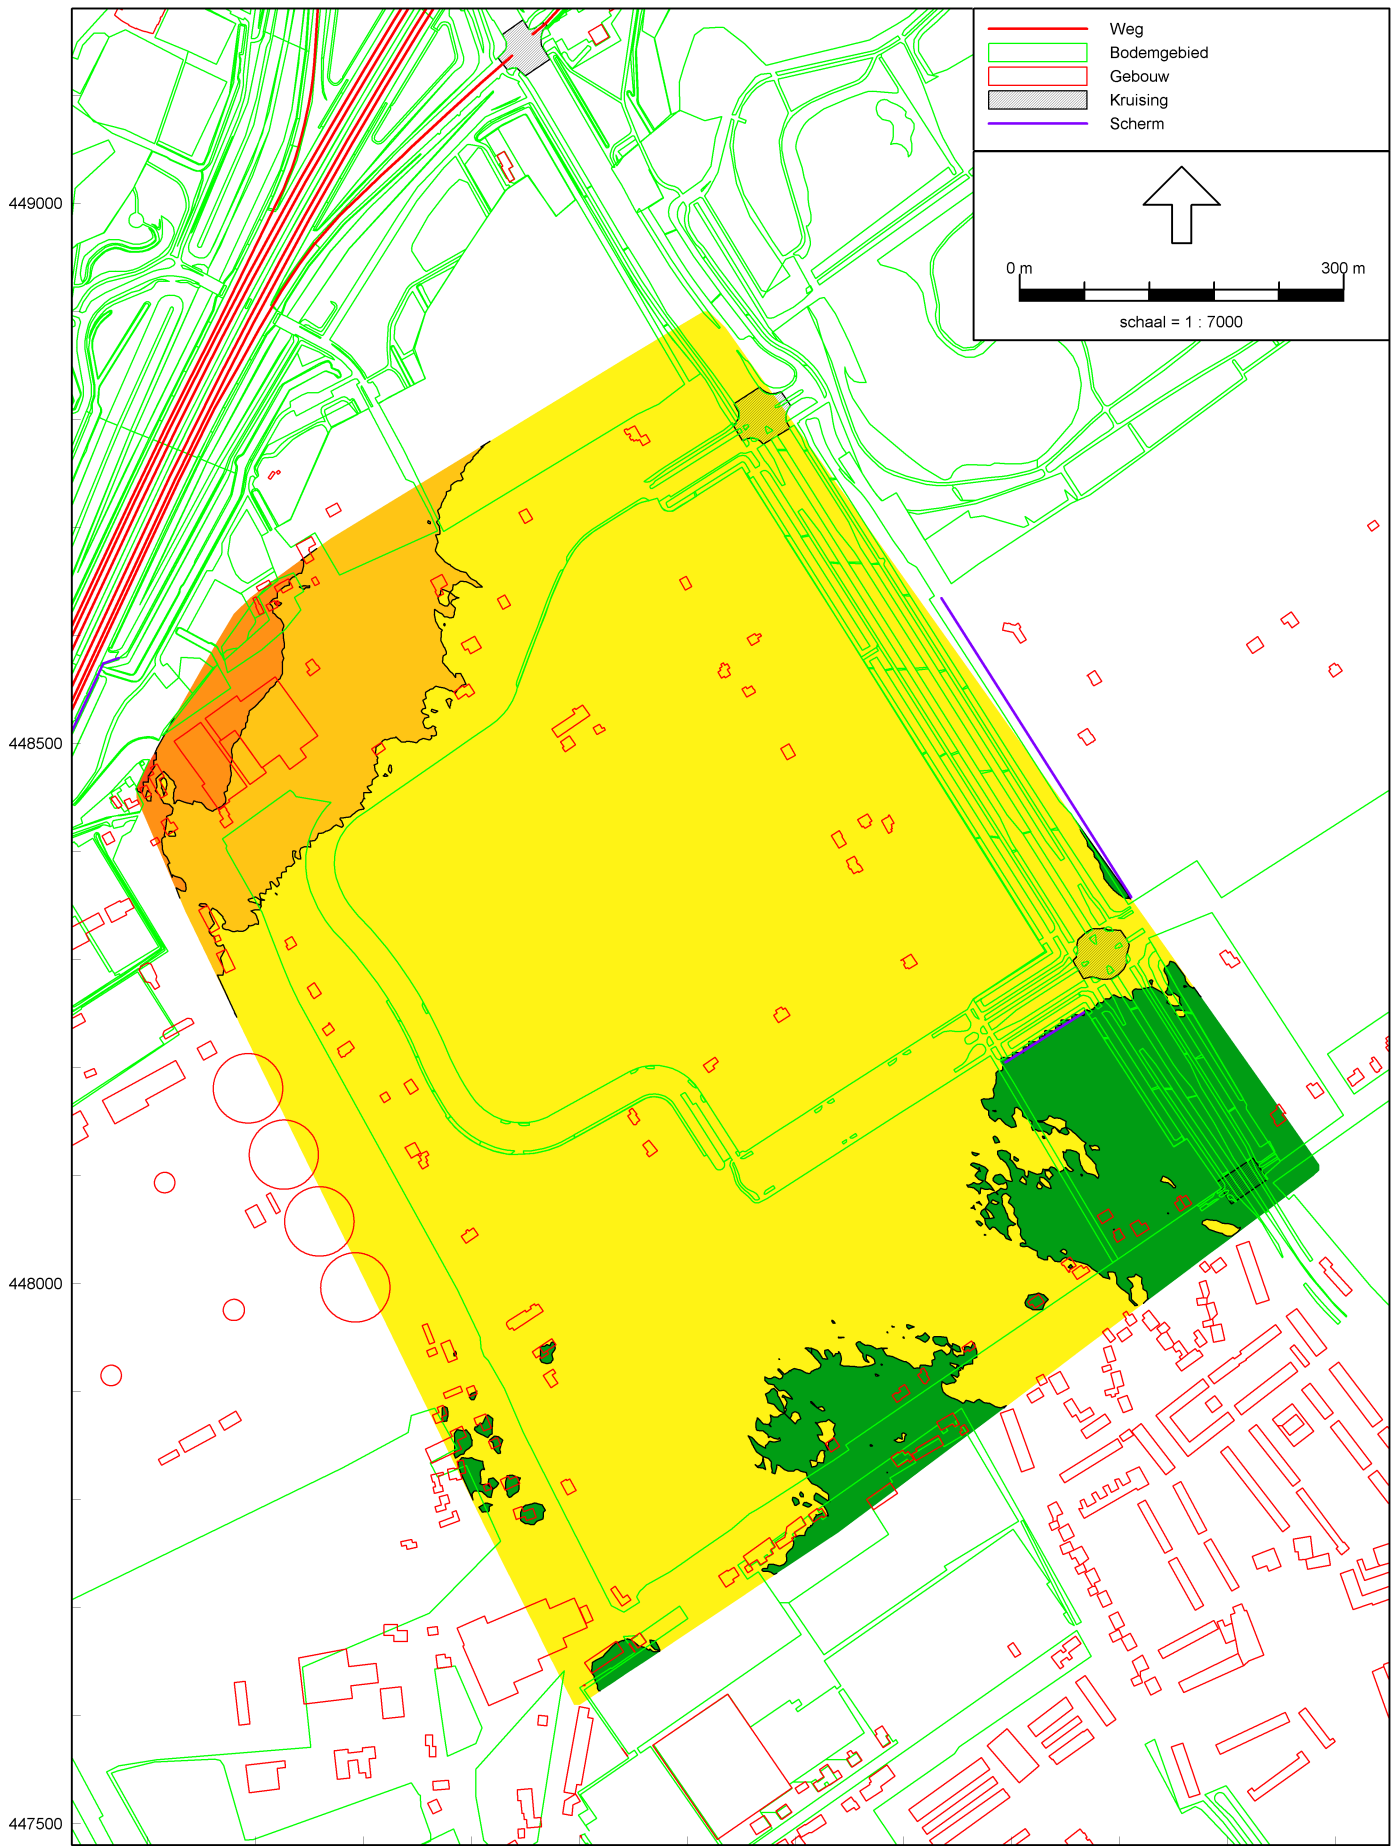 Weg
Bodemgebied
Gebouw
Kruising
Scherm
0 m 300 m
schaal = 1 : 7000
449000
448500
448000
447500